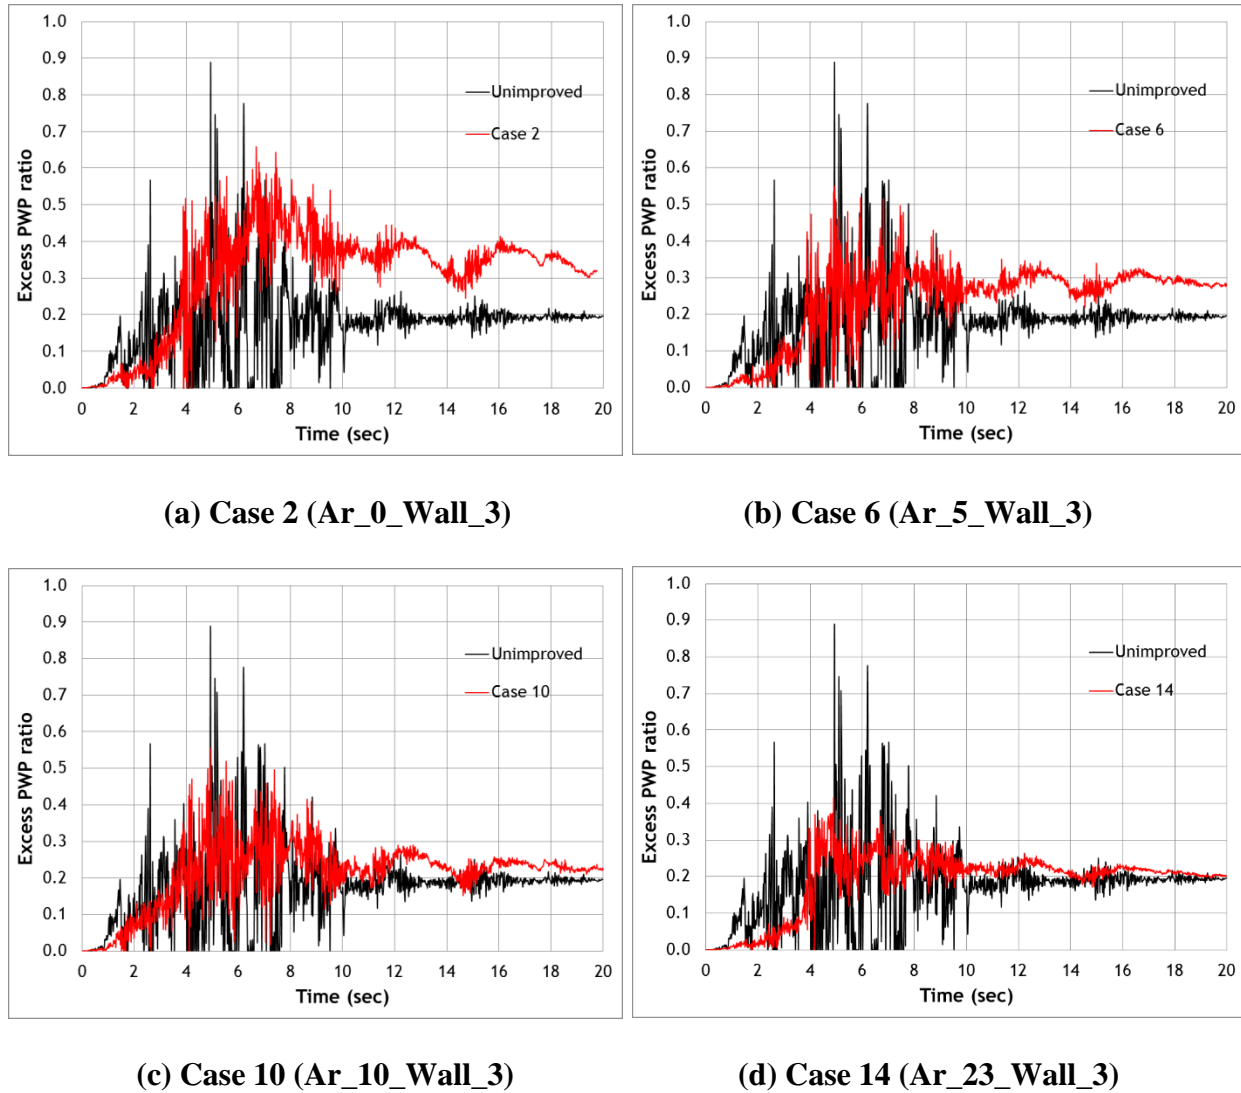 1.0
0.9
0.8
0.7
0.6
0.5
0.4
0.3
0.2
0.1
0.0
Excess PWP ratio
Unimproved
Case 2
0 2 4 6 8 10 12 14 16 18 20
Time (sec)
(a) Case 2 (Ar_0_Wall_3)
1.0
0.9
0.8
0.7
0.6
0.5
0.4
0.3
0.2
0.1
0.0
Excess PWP ratio
Unimproved
Case 6
0 2 4 6 8 10 12 14 16 18 20
Time (sec)
(b) Case 6 (Ar_5_Wall_3)
1.0
0.9
0.8
0.7
0.6
0.5
0.4
0.3
0.2
0.1
0.0
Excess PWP ratio
Unimproved
Case 10
0 2 4 6 8 10 12 14 16 18 20
Time (sec)
(c) Case 10 (Ar_10_Wall_3)
1.0
0.9
0.8
0.7
0.6
0.5
0.4
0.3
0.2
0.1
0.0
Excess PWP ratio
Unimproved
Case 14
0 2 4 6 8 10 12 14 16 18 20
Time (sec)
(d) Case 14 (Ar_23_Wall_3)